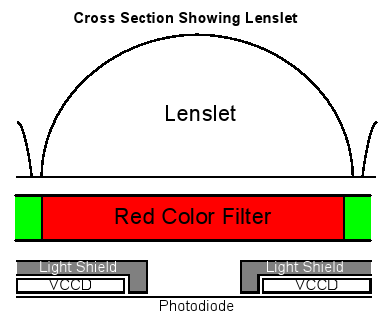 Cross Section Showing Lenslet
Lenslet
Red Color Filter
Light Shield
Light Shield
VCCD
VCCD
Photodiode